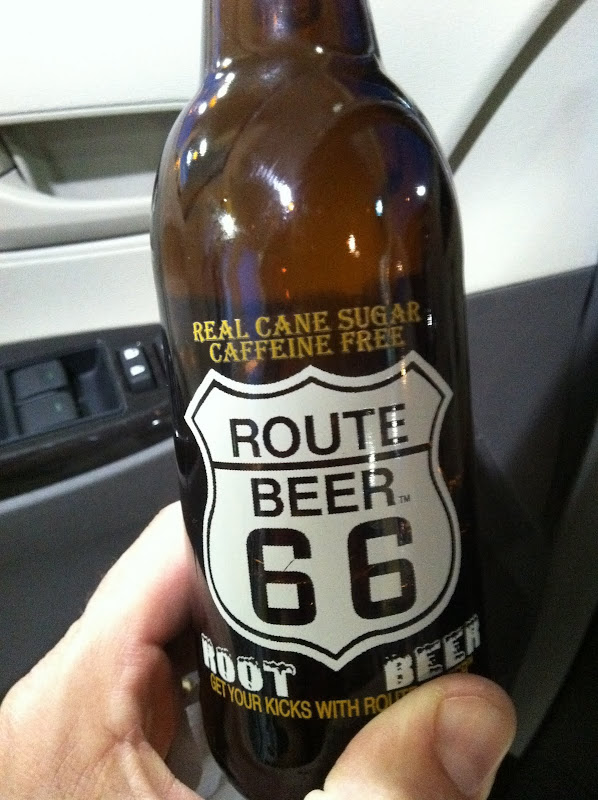 REAL CANE SUGAR
CAFFEINE FREE
ROUTE
BEER™
66
ROOT BEER
GET YOUR KICKS WITH